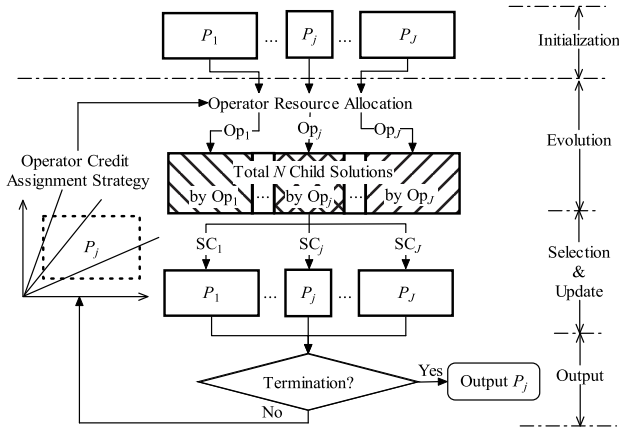 P1 ... Pj ... PJ
Initialization
Operator Resource Allocation
Op1 Opj OpJ
Evolution
Operator Credit
Assignment Strategy
Total N Child Solutions
by Op1 ... by Opj ... by OpJ
Pj
SC1 SCj SCJ
Selection
&
Update
P1 ... Pj ... PJ
Termination?
Yes
Output Pj
Output
No